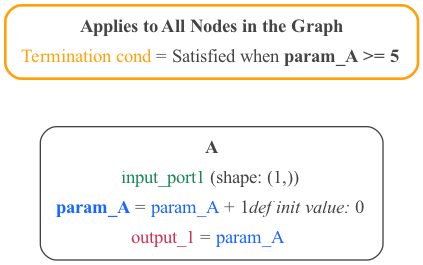 Applies to All Nodes in the Graph
Termination cond = Satisfied when param_A >= 5
A
input_port1 (shape: (1,))
param_A = param_A + 1def init value: 0
output_1 = param_A